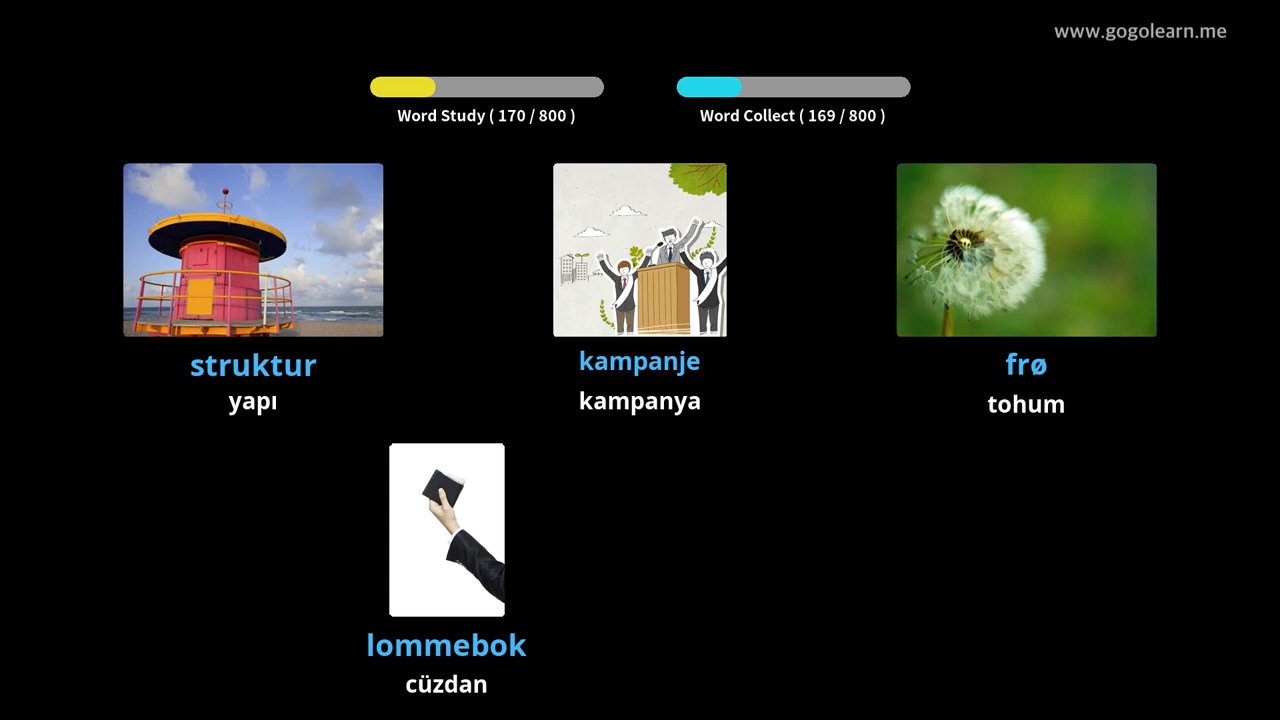 www.gogolearn.me
Word Study ( 170 / 800 )
Word Collect ( 169 / 800 )
struktur
yapı
kampanje
kampanya
frø
tohum
lommebok
cüzdan